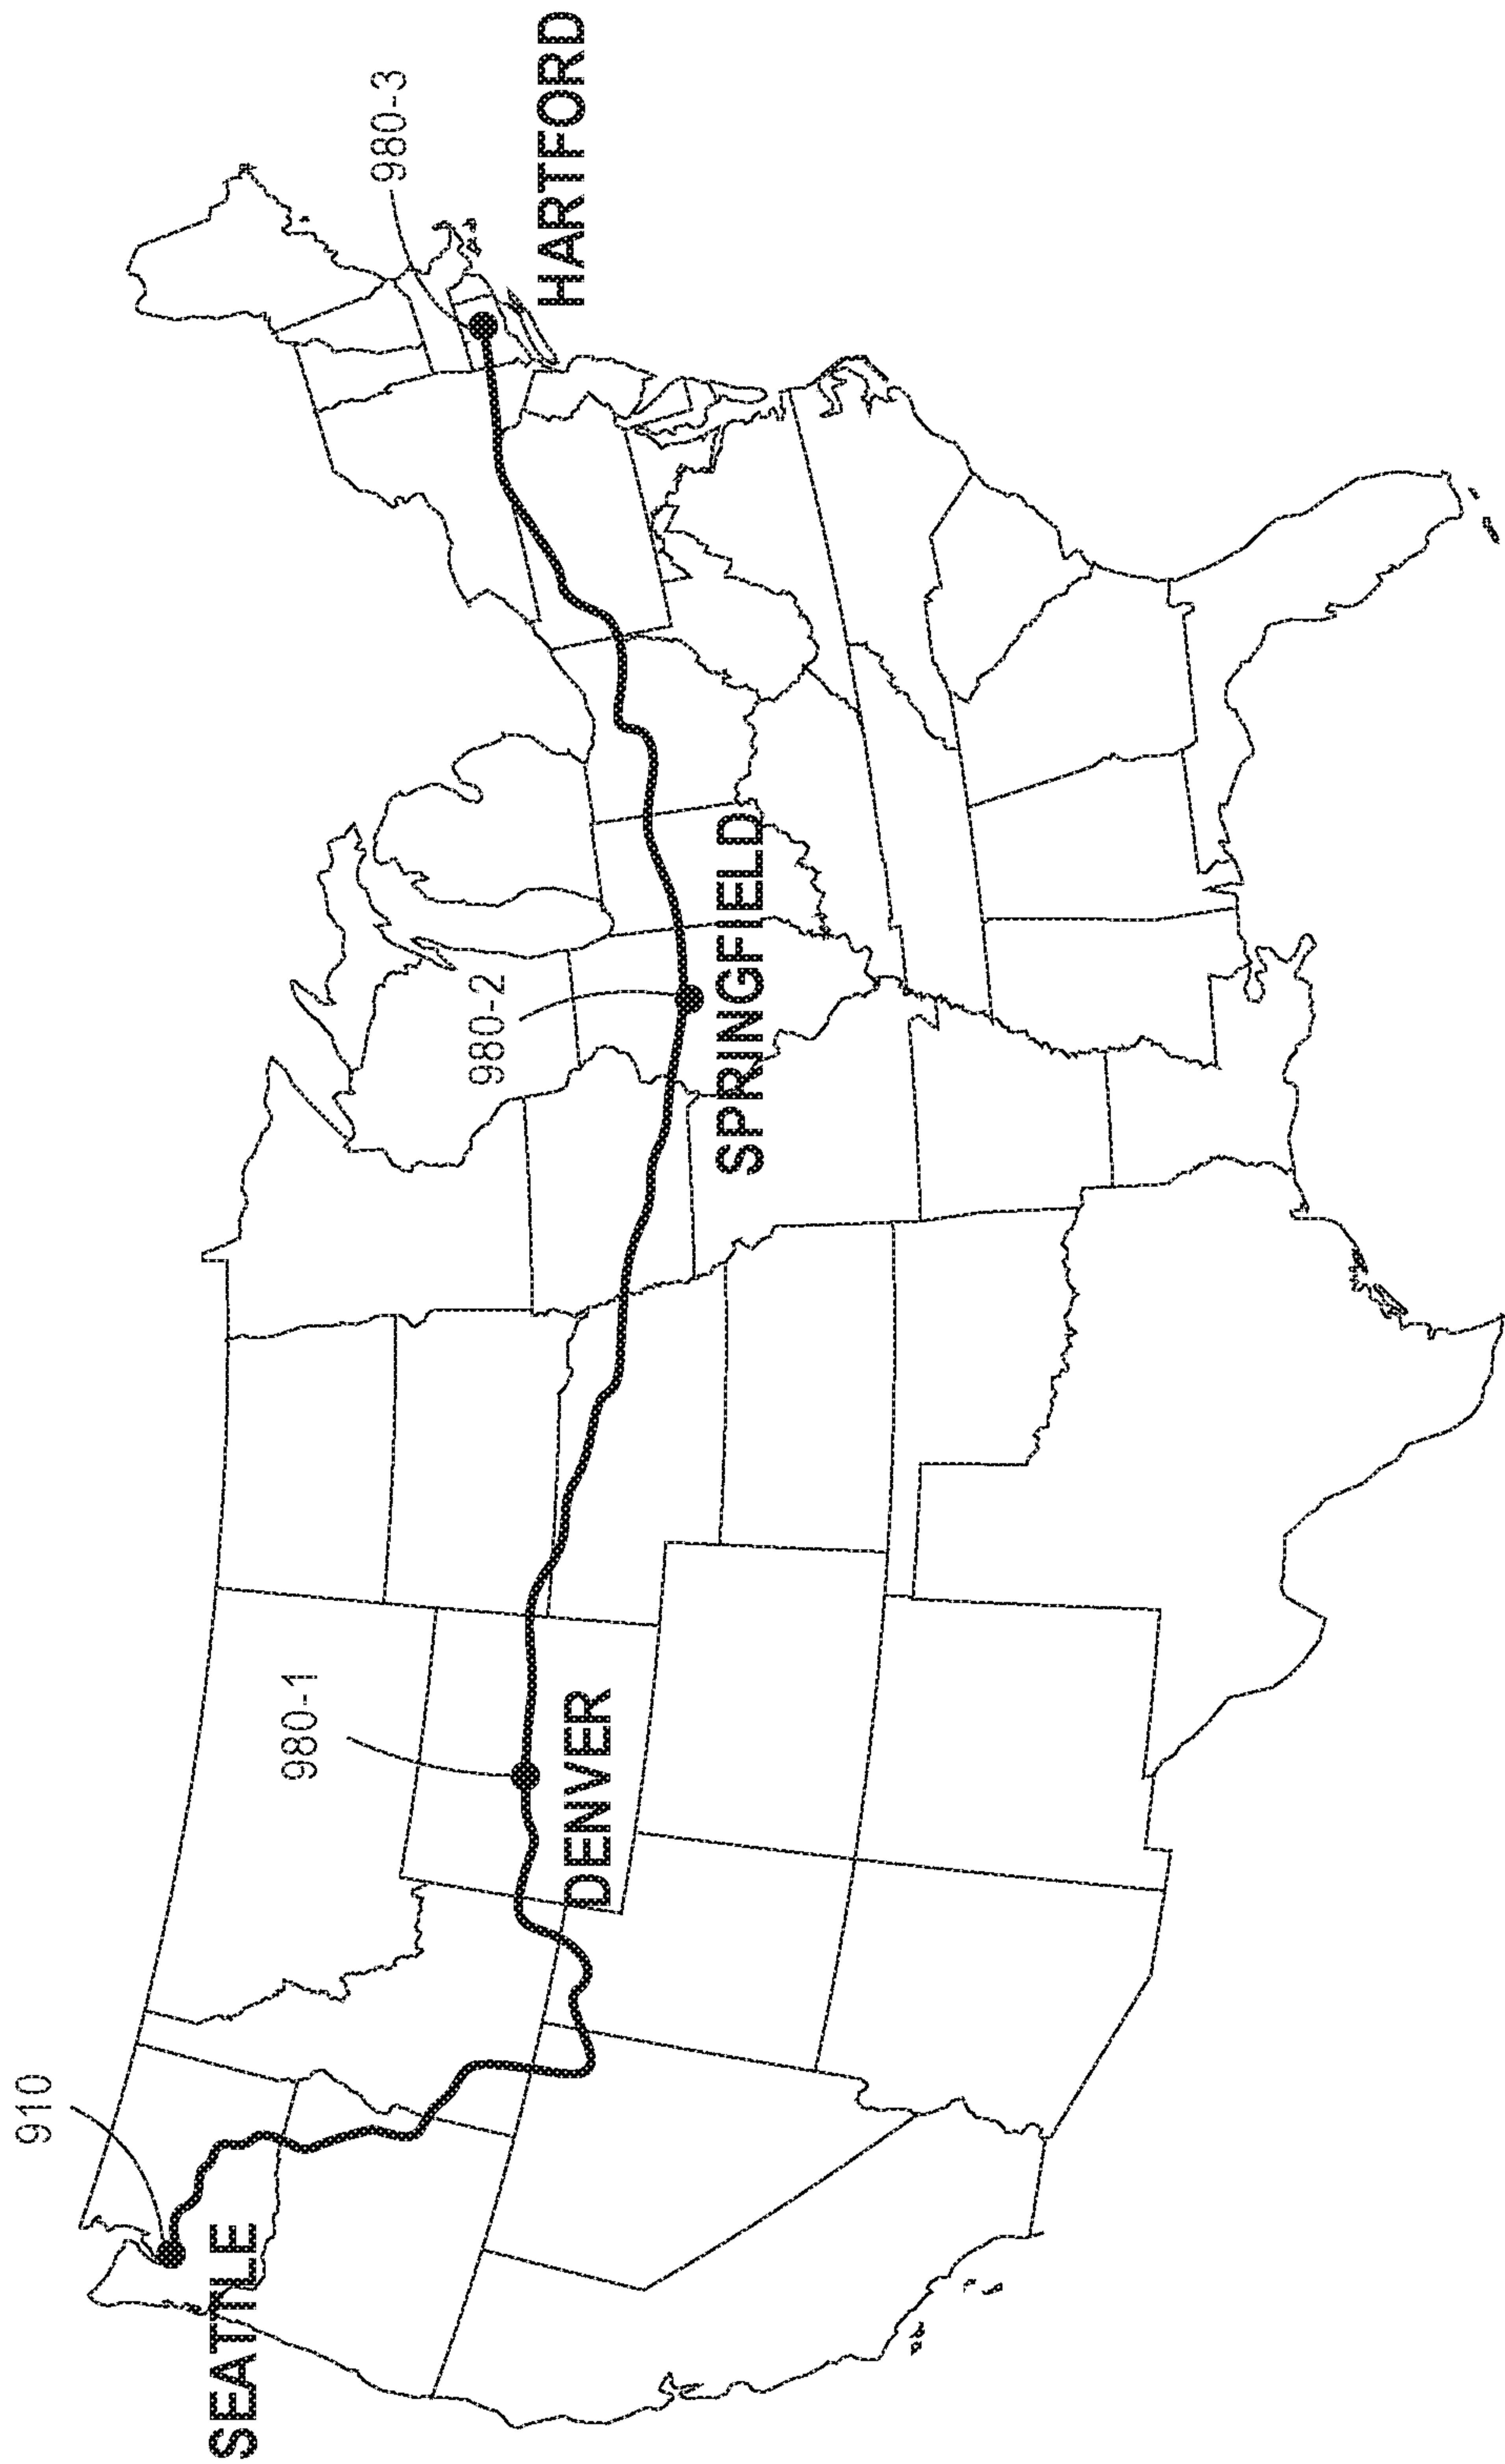 910
SEATTLE
980-1
DENVER
980-2
SPRINGFIELD
980-3
HARTFORD